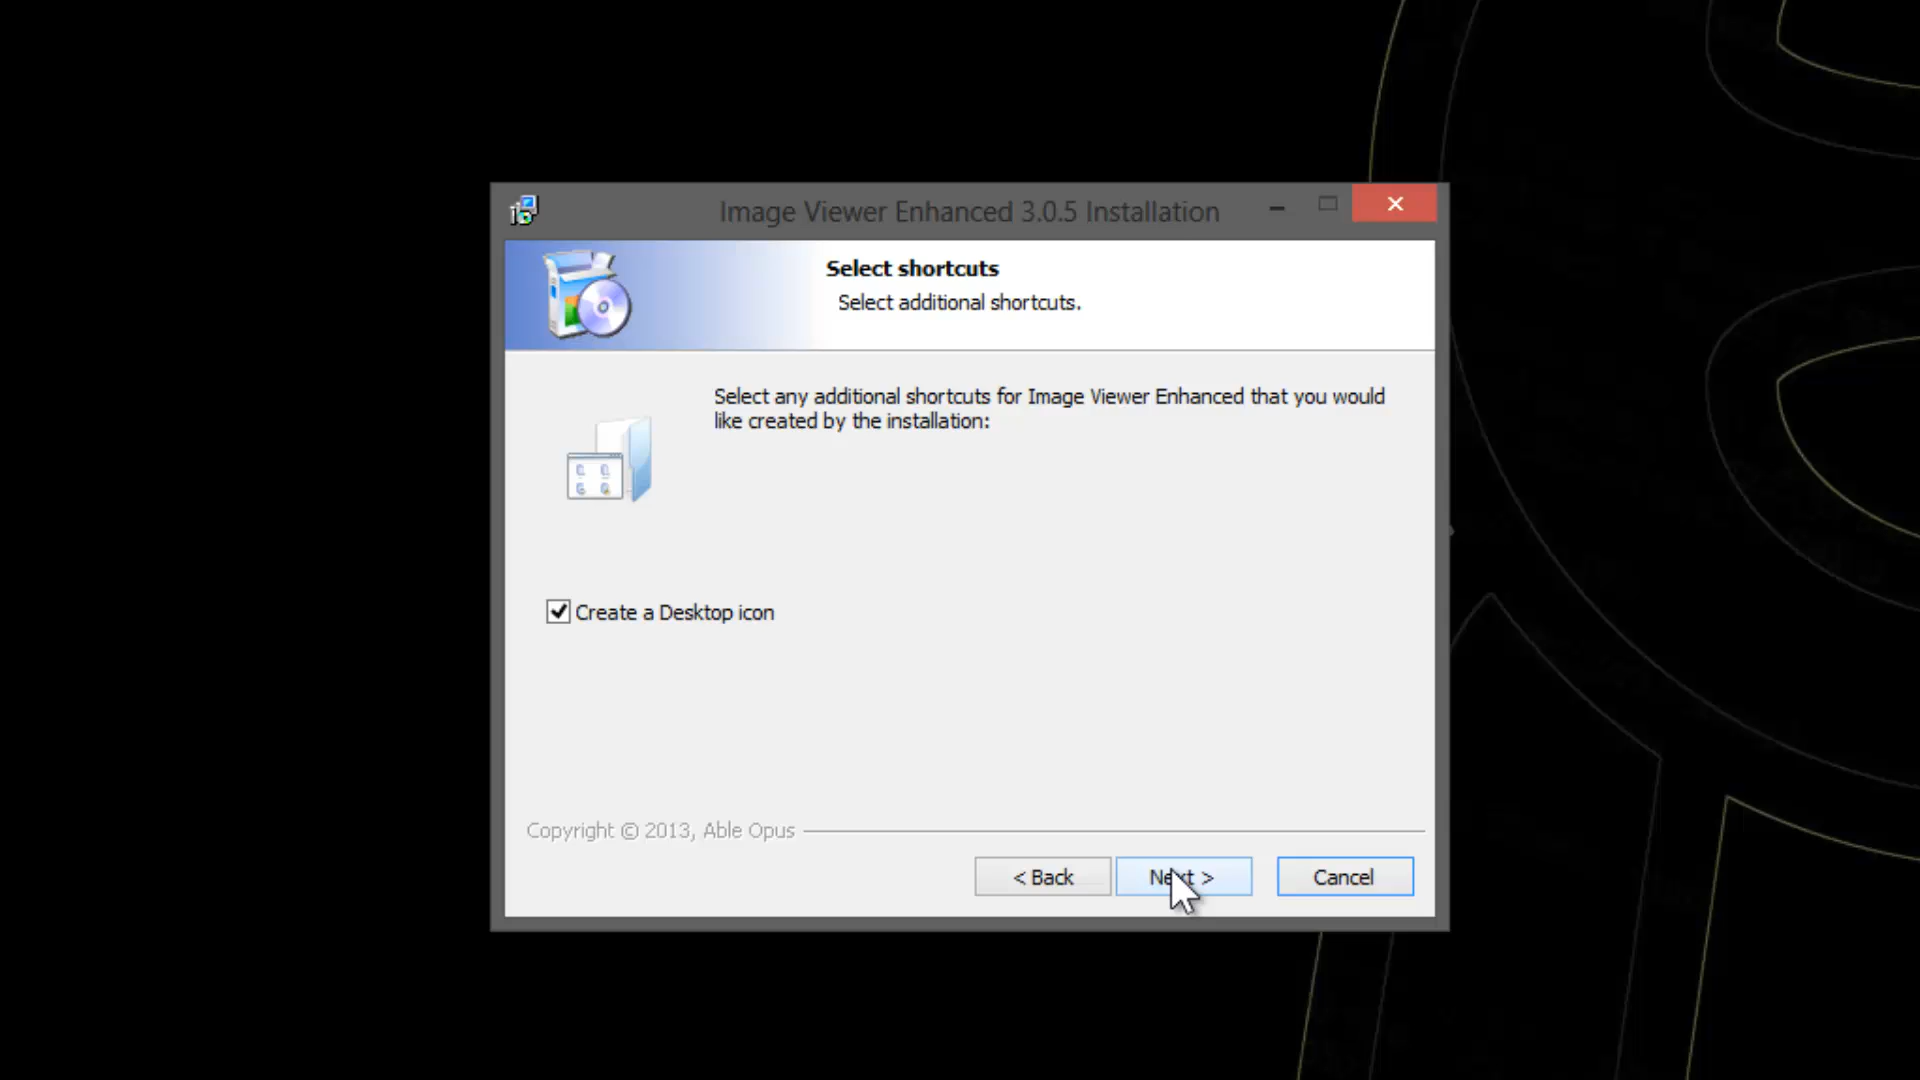 Image Viewer Enhanced 3.0.5 Installation
Select shortcuts
Select additional shortcuts.
Select any additional shortcuts for Image Viewer Enhanced that you would
like created by the installation:
Create a Desktop icon
Copyright © 2013, Able Opus
< Back
Next >
Cancel